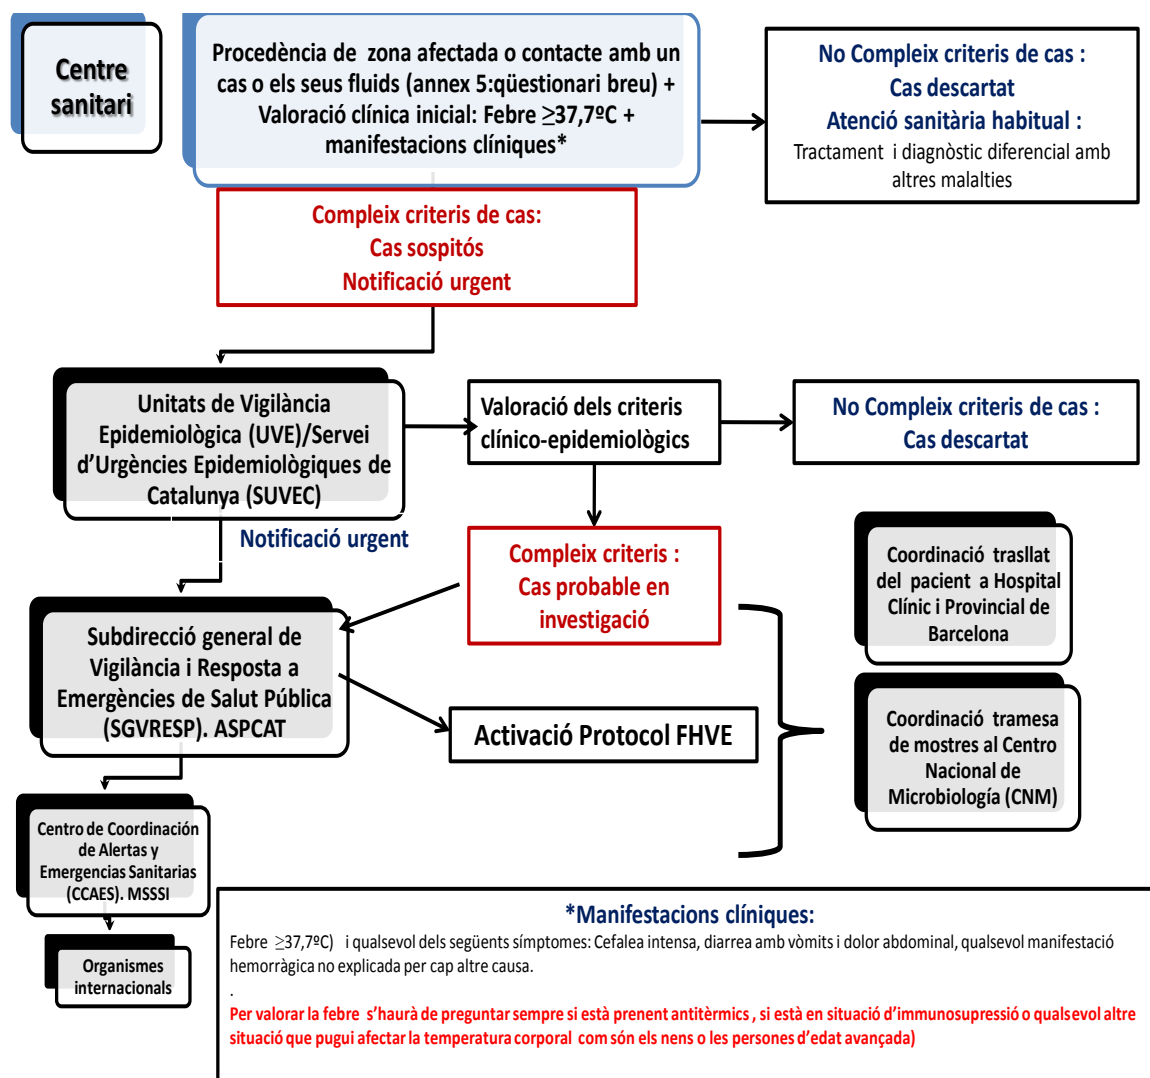 Centre
sanitari
Procedència de zona afectada o contacte amb un
cas o els seus fluids (annex 5:qüestionari breu) +
Valoració clínica inicial: Febre ≥37,7ºC +
manifestacions clíniques*
No Compleix criteris de cas :
Cas descartat
Atenció sanitària habitual :
Tractament i diagnòstic diferencial amb
altres malalties
Compleix criteris de cas:
Cas sospitós
Notificació urgent
Unitats de Vigilància
Epidemiològica (UVE)/Servei
d’Urgències Epidemiològiques de
Catalunya (SUVEC)
Valoració dels criteris
clínico-epidemiològics
No Compleix criteris de cas :
Cas descartat
Notificació urgent
Compleix criteris :
Cas probable en
investigació
Coordinació trasllat
del pacient a Hospital
Clínic i Provincial de
Barcelona
Subdirecció general de
Vigilància i Resposta a
Emergències de Salut Pública
(SGVRESP). ASPCAT
Activació Protocol FHVE
Coordinació tramesa
de mostres al Centro
Nacional de
Microbiología (CNM)
Centro de Coordinación
de Alertas y
Emergencias Sanitarias
(CCAES). MSSSI
Organismes
internacionals
*Manifestacions clíniques:
Febre ≥37,7ºC) i qualsevol dels següents símptomes: Cefalea intensa, diarrea amb vòmits i dolor abdominal, qualsevol manifestació
hemorràgica no explicada per cap altre causa.
.
Per valorar la febre s’haurà de preguntar sempre si està prenent antitèrmics , si està en situació d’immunosupressió o qualsevol altre
situació que pugui afectar la temperatura corporal com són els nens o les persones d’edat avançada)